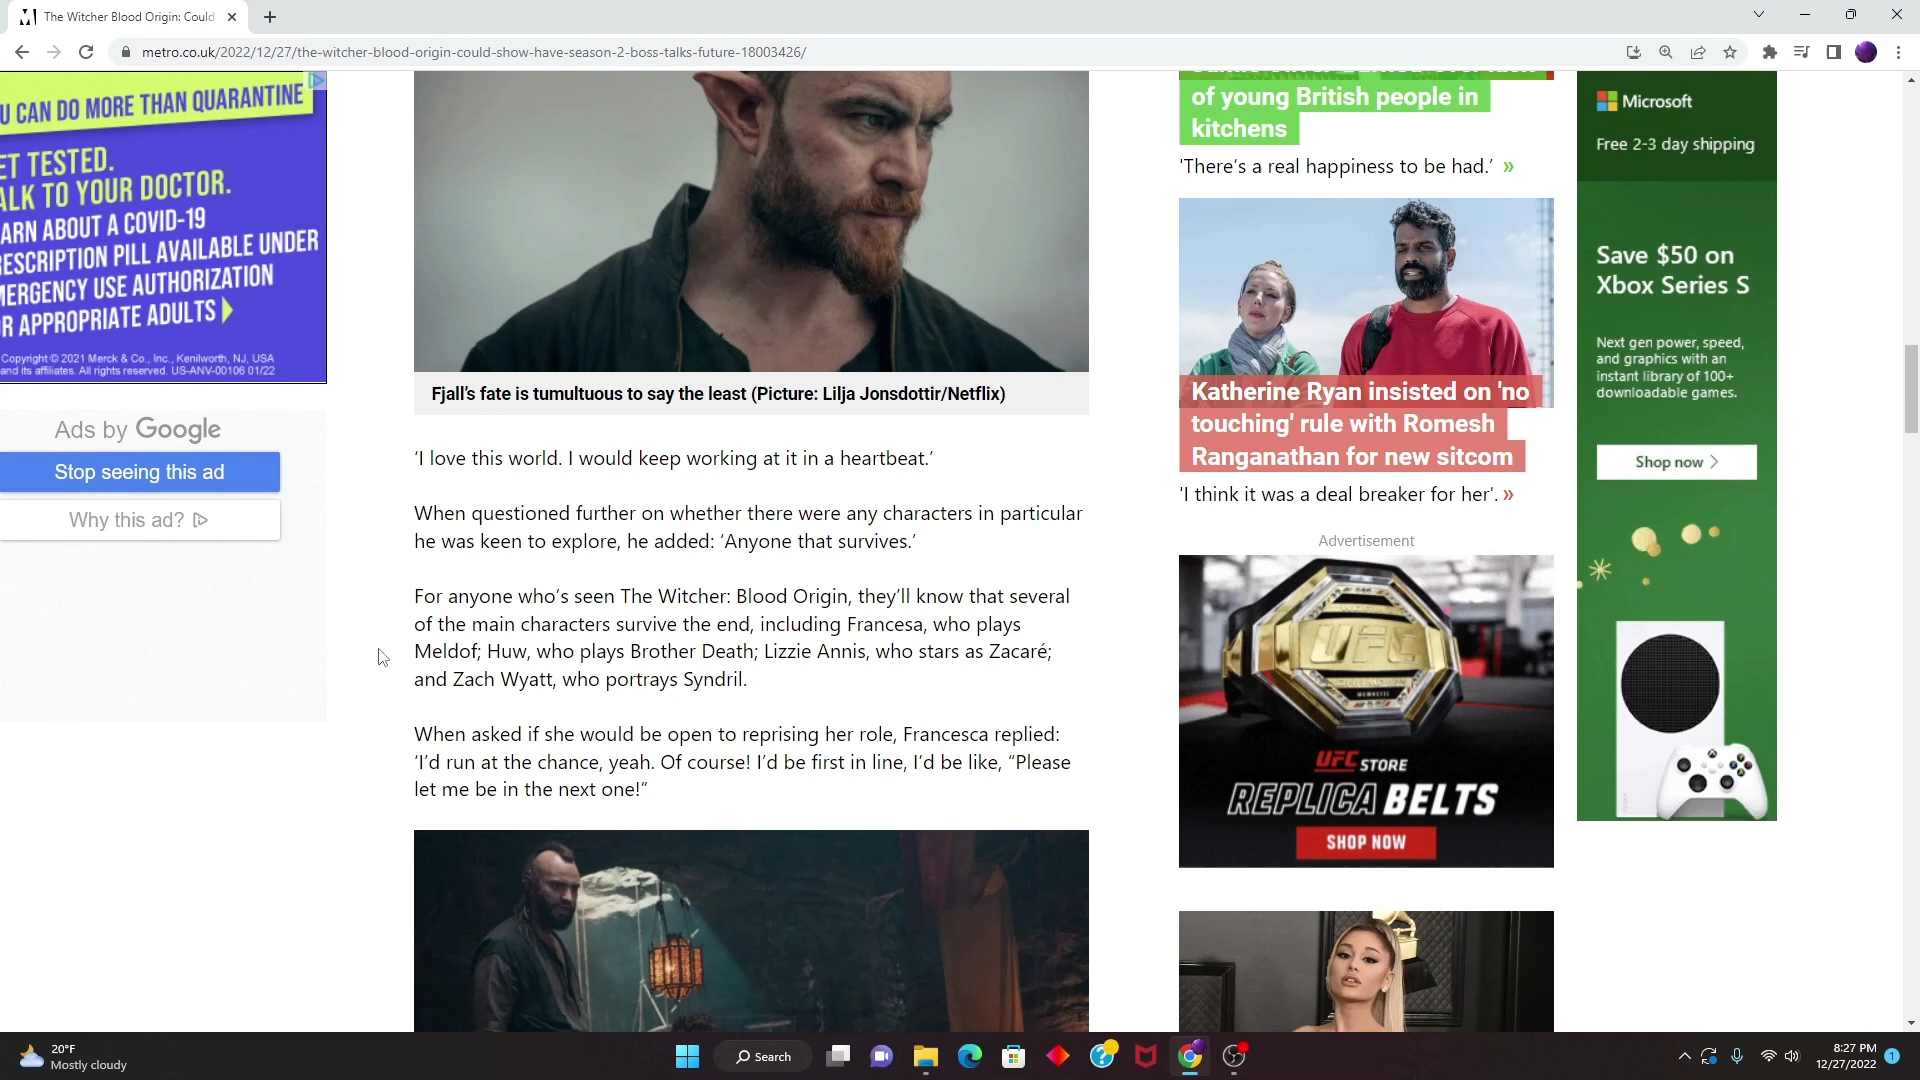 The Witcher Blood Origin: Could
metro.co.uk/2022/12/27/the-witcher-blood-origin-could-show-have-season-2-boss-talks-future-18003426/
U CAN DO MORE THAN QUARANTINE
ET TESTED.
ALK TO YOUR DOCTOR.
ARN ABOUT A COVID-19
RESCRIPTION PILL AVAILABLE UNDER
MERGENCY USE AUTHORIZATION
R APPROPRIATE ADULTS
Copyright © 2021 Merck & Co., Inc., Kenilworth, NJ, USA
and its affiliates. All rights reserved. US-ANV-00106 01/22
Ads by Google
Stop seeing this ad
Why this ad?
Fjall's fate is tumultuous to say the least (Picture: Lilja Jonsdottir/Netflix)
‘I love this world. I would keep working at it in a heartbeat.’
When questioned further on whether there were any characters in particular
he was keen to explore, he added: ‘Anyone that survives.’
For anyone who’s seen The Witcher: Blood Origin, they’ll know that several
of the main characters survive the end, including Francesa, who plays
Meldof; Huw, who plays Brother Death; Lizzie Annis, who stars as Zacaré;
and Zach Wyatt, who portrays Syndril.
When asked if she would be open to reprising her role, Francesca replied:
‘I’d run at the chance, yeah. Of course! I’d be first in line, I’d be like, “Please
let me be in the next one!”
of young British people in
kitchens
'There’s a real happiness to be had.’ »
Katherine Ryan insisted on 'no
touching' rule with Romesh
Ranganathan for new sitcom
'I think it was a deal breaker for her'. »
Advertisement
UFC
UFC STORE
REPLICA BELTS
SHOP NOW
Microsoft
Free 2-3 day shipping
Save $50 on
Xbox Series S
Next gen power, speed,
and graphics with an
instant library of 100+
downloadable games.
Shop now >
20°F
Mostly cloudy
Search
8:27 PM
12/27/2022
1